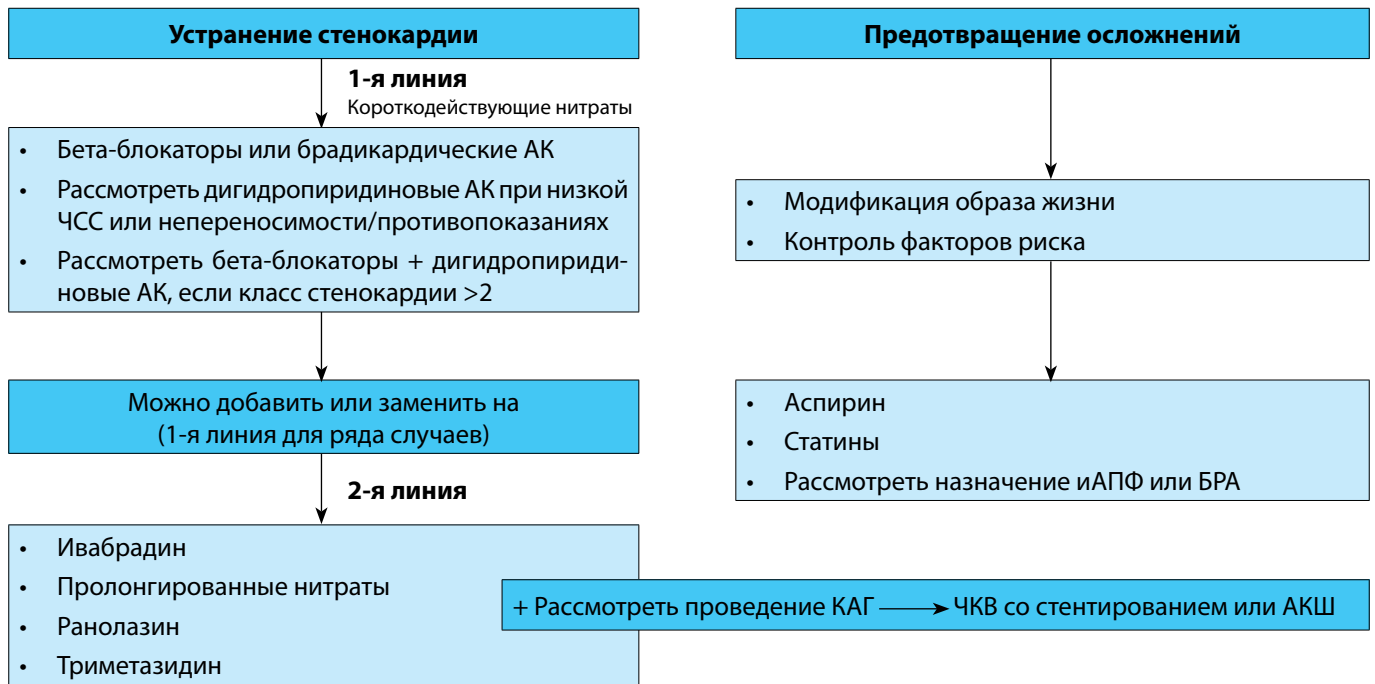 Устранение стенокардии
1-я линия
Короткодействующие нитраты
• Бета-блокаторы или брадикардические АК
• Рассмотреть дигидропиридиновые АК при низкой
ЧСС или непереносимости/противопоказаниях
• Рассмотреть бета-блокаторы + дигидропириди-
новые АК, если класс стенокардии >2
Можно добавить или заменить на
(1-я линия для ряда случаев)
2-я линия
• Ивабрадин
• Пролонгированные нитраты
• Ранолазин
• Триметазидин
Предотвращение осложнений
• Модификация образа жизни
• Контроль факторов риска
• Аспирин
• Статины
• Рассмотреть назначение иАПФ или БРА
+ Рассмотреть проведение КАГ → ЧКВ со стентированием или АКШ